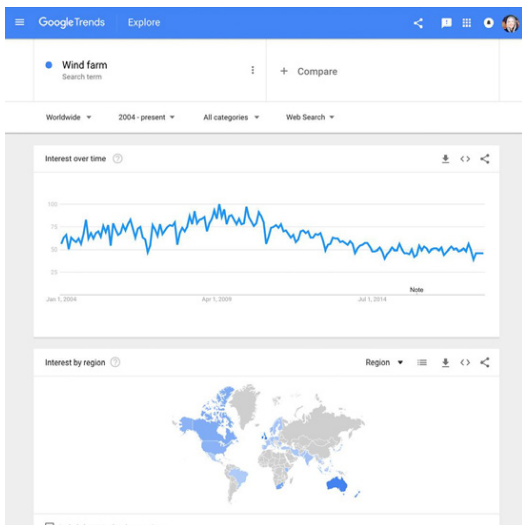 Google Trends Explore
Wind farm
Search term
+ Compare
Worldwide 2004 - present All categories Web Search
Interest over time
100
75
50
25
Note
Jan 1, 2004 Apr 1, 2009 Jul 1, 2014
Interest by region Region